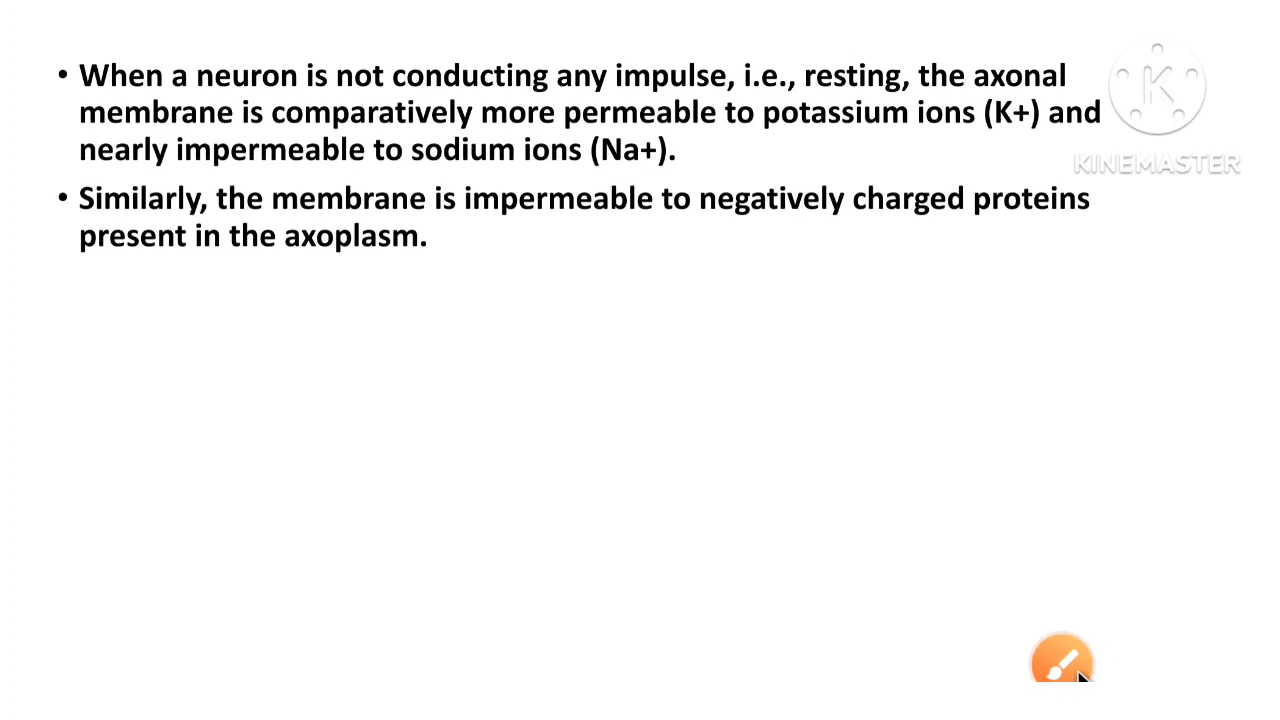 • When a neuron is not conducting any impulse, i.e., resting, the axonal
membrane is comparatively more permeable to potassium ions (K+) and
nearly impermeable to sodium ions (Na+).
• Similarly, the membrane is impermeable to negatively charged proteins
present in the axoplasm.
K
KINEMASTER